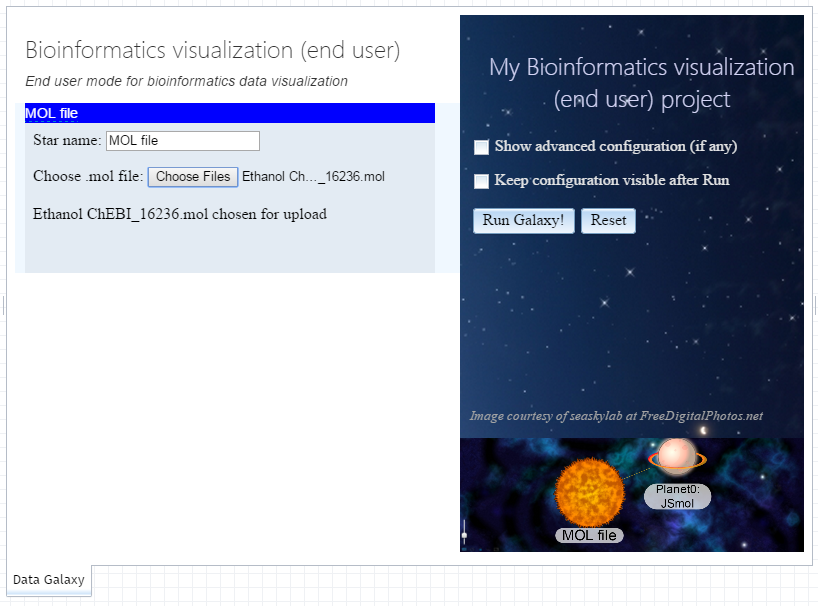 Bioinformatics visualization (end user)
End user mode for bioinformatics data visualization
MOL file
Star name: MOL file
Choose .mol file: Choose Files Ethanol Ch…_16236.mol
Ethanol ChEBI_16236.mol chosen for upload
My Bioinformatics visualization
(end user) project
Show advanced configuration (if any)
Keep configuration visible after Run
Run Galaxy! Reset
Image courtesy of seaskylab at FreeDigitalPhotos.net
Planet0:
JSmol
MOL file
Data Galaxy